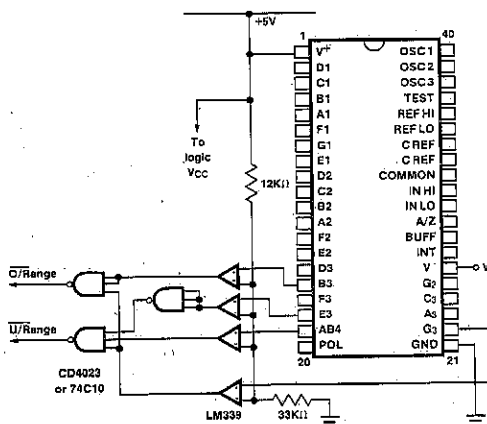 +5V
1
40
V+
OSC1
D1
OSC2
C1
OSC3
B1
TEST
A1
REF HI
F1
REF LO
G1
C REF
E1
C REF
D2
COMMON
C2
IN HI
B2
IN LO
A2
A/Z
F2
BUFF
E2
INT
D3
V
B3
G2
F3
C3
E3
A3
AB4
G3
POL
GND
20
21
To
logic
VCC
12KΩ
O/Range
U/Range
CD4023
or 74C10
LM339
33KΩ
V